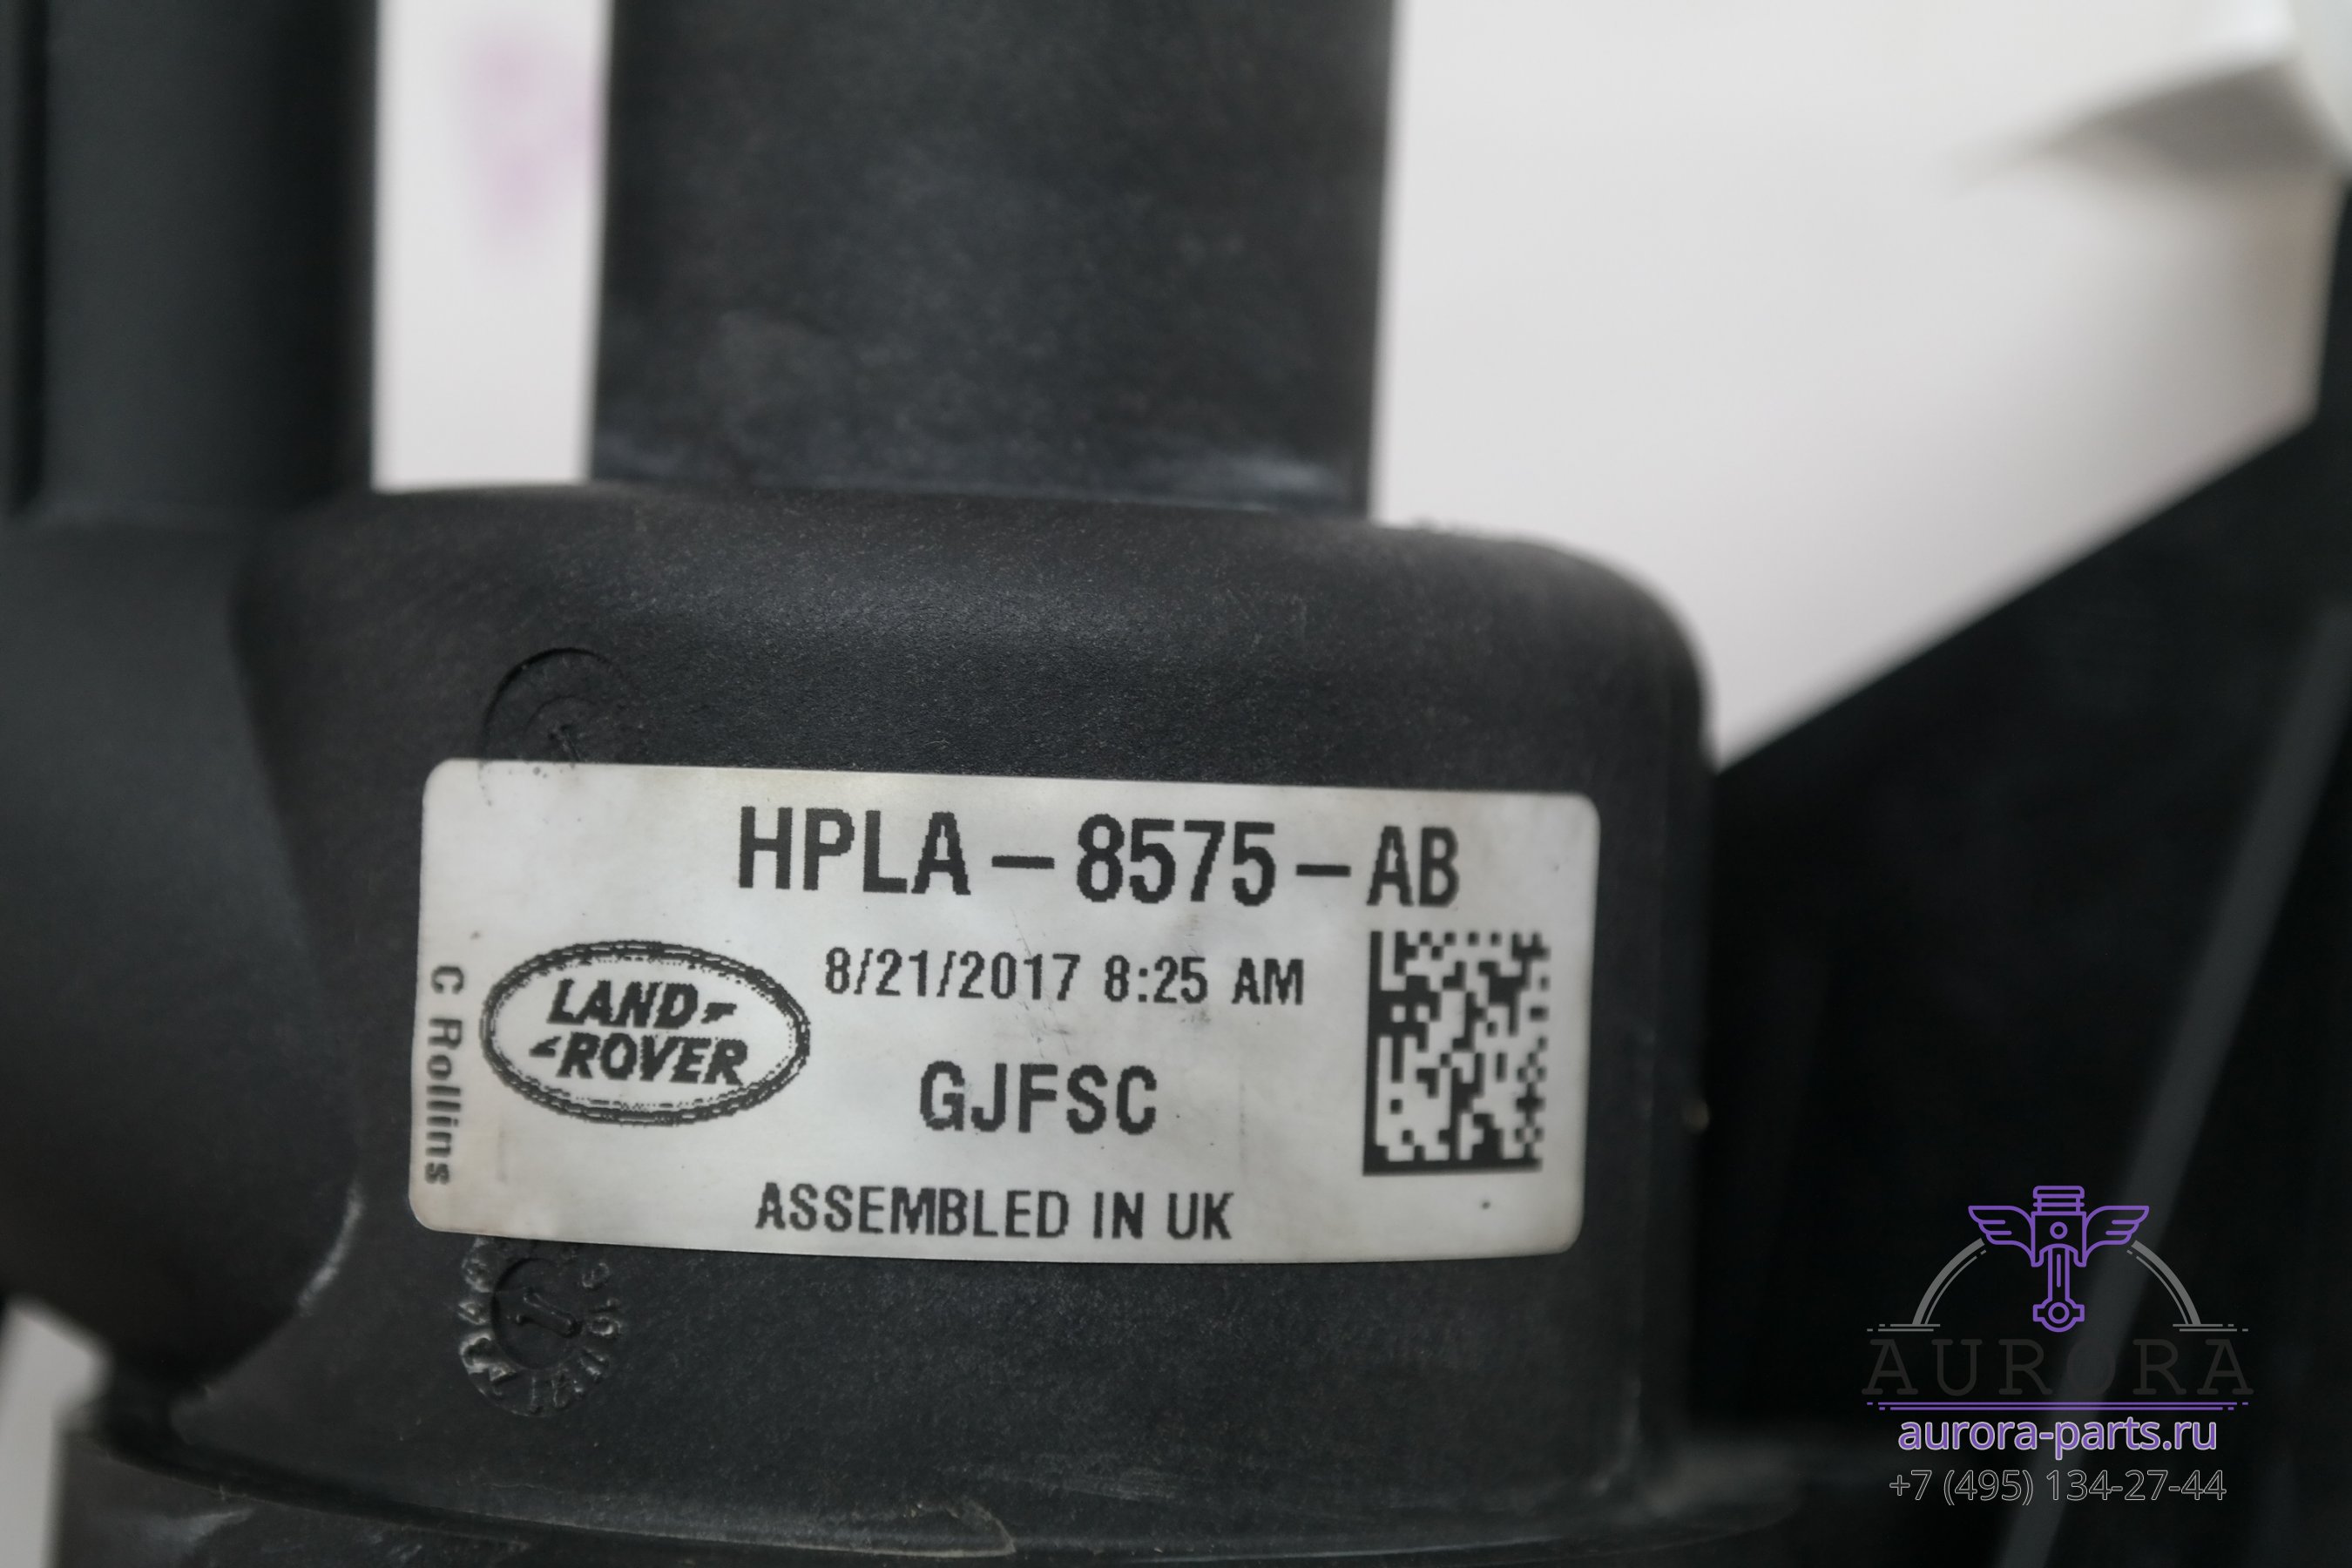 HPLA-8575-AB
8/21/2017 8:25 AM
LAND
ROVER
GJFSC
ASSEMBLED IN UK
C Rollins
AURORA
aurora-parts.ru
+7 (495) 134-27-44